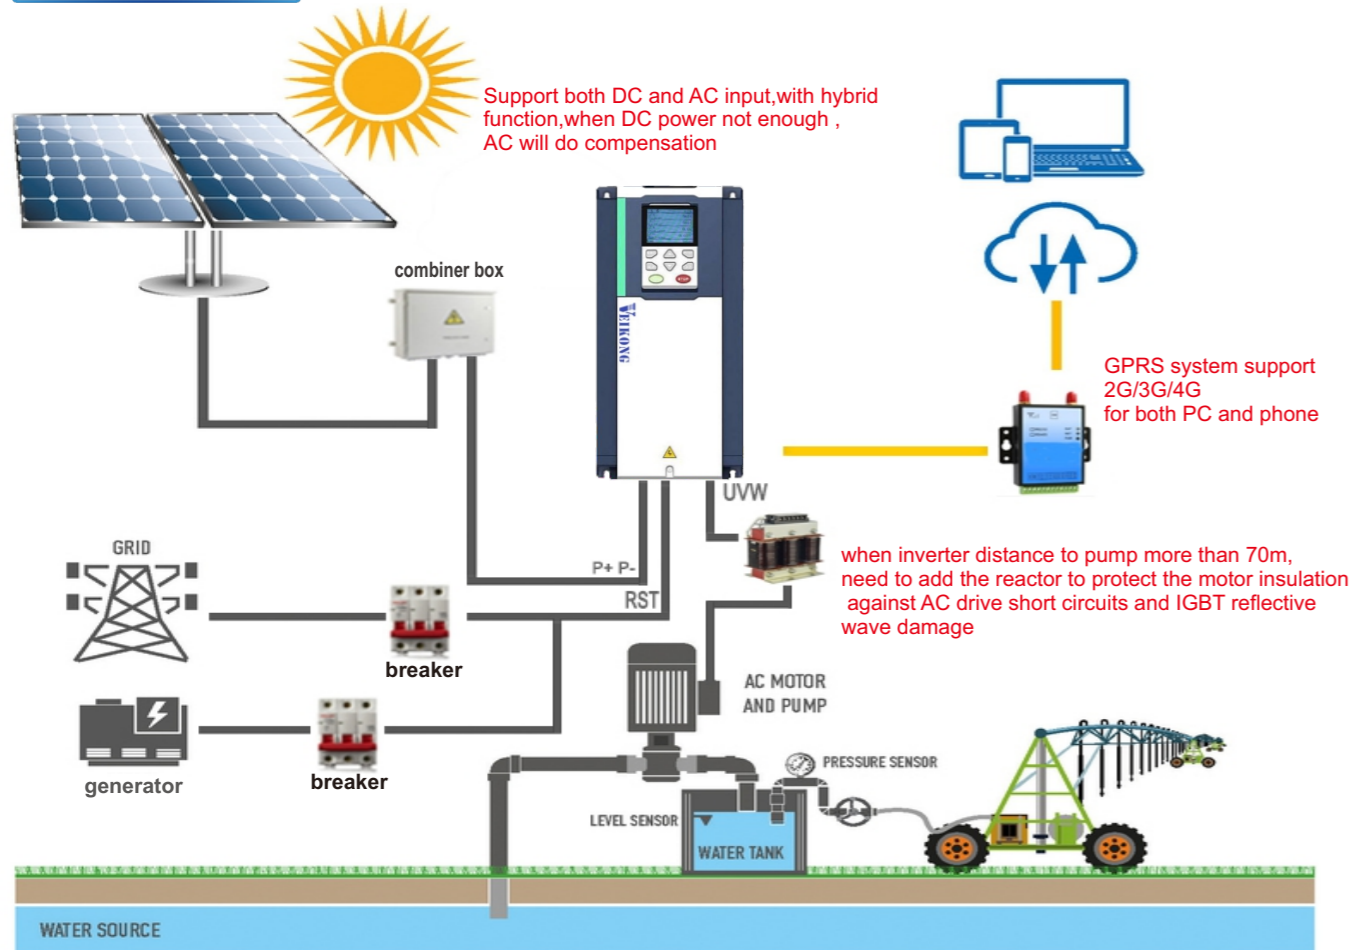 Support both DC and AC input,with hybrid
function,when DC power not enough ,
AC will do compensation
combiner box
WEIKONG
GPRS system support
2G/3G/4G
for both PC and phone
UVW
P+ P-
RST
when inverter distance to pump more than 70m,
need to add the reactor to protect the motor insulation
against AC drive short circuits and IGBT reflective
wave damage
GRID
breaker
generator
breaker
AC MOTOR
AND PUMP
PRESSURE SENSOR
LEVEL SENSOR
WATER TANK
WATER SOURCE